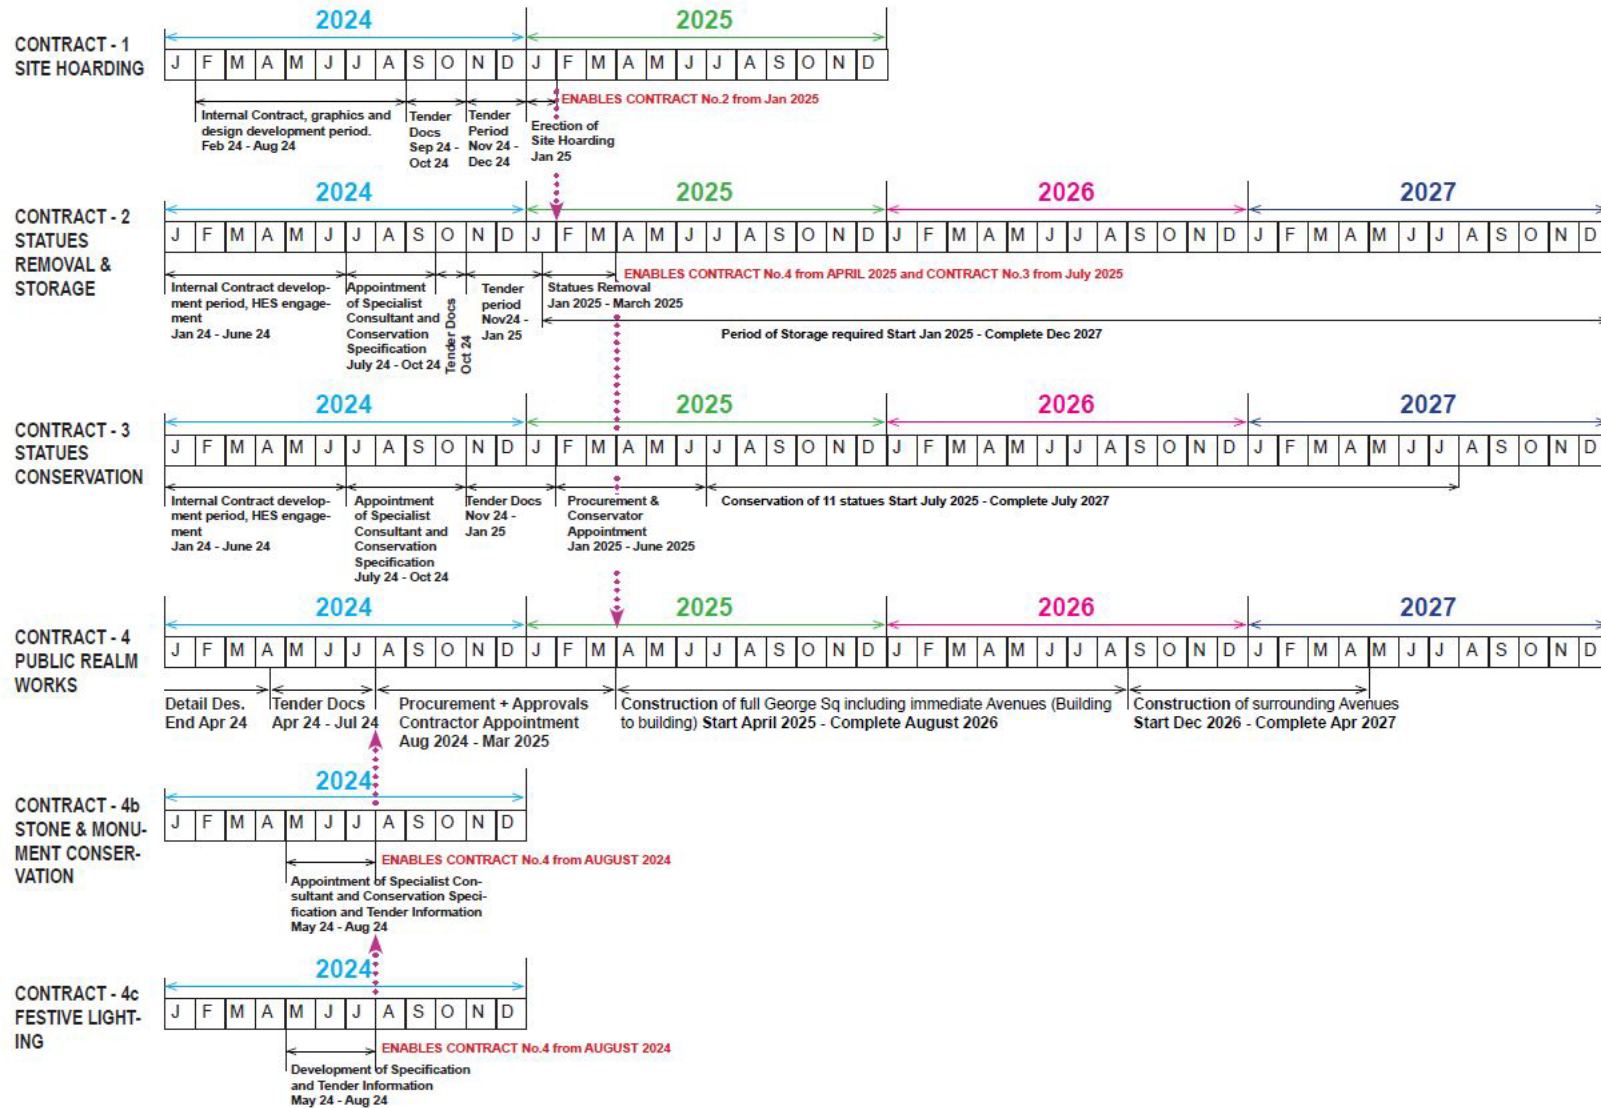 2024 2025
CONTRACT - 1
SITE HOARDING
J F M A M J J A S O N D J F M A M J J A S O N D
ENABLES CONTRACT No.2 from Jan 2025
Internal Contract, graphics and
design development period.
Feb 24 - Aug 24
Tender
Docs
Sep 24 -
Oct 24
Tender
Period
Nov 24 -
Dec 24
Erection of
Site Hoarding
Jan 25
2024 2025 2026 2027
CONTRACT - 2
STATUES
REMOVAL &
STORAGE
J F M A M J J A S O N D J F M A M J J A S O N D J F M A M J J A S O N D J F M A M J J A S O N D
ENABLES CONTRACT No.4 from APRIL 2025 and CONTRACT No.3 from July 2025
Internal Contract develop-
ment period, HES engage-
ment
Jan 24 - June 24
Appointment
of Specialist
Consultant and
Conservation
Specification
July 24 - Oct 24
Tender Docs
Oct 24
Tender
period
Nov24 -
Jan 25
Statues Removal
Jan 2025 - March 2025
Period of Storage required Start Jan 2025 - Complete Dec 2027
2024 2025 2026 2027
CONTRACT - 3
STATUES
CONSERVATION
J F M A M J J A S O N D J F M A M J J A S O N D J F M A M J J A S O N D J F M A M J J A S O N D
Internal Contract develop-
ment period, HES engage-
ment
Jan 24 - June 24
Appointment
of Specialist
Consultant and
Conservation
Specification
July 24 - Oct 24
Tender Docs
Nov 24 -
Jan 25
Procurement &
Conservator
Appointment
Jan 2025 - June 2025
Conservation of 11 statues Start July 2025 - Complete July 2027
2024 2025 2026 2027
CONTRACT - 4
PUBLIC REALM
WORKS
J F M A M J J A S O N D J F M A M J J A S O N D J F M A M J J A S O N D J F M A M J J A S O N D
Detail Des.
End Apr 24
Tender Docs
Apr 24 - Jul 24
Procurement + Approvals
Contractor Appointment
Aug 2024 - Mar 2025
Construction of full George Sq including immediate Avenues (Building
to building) Start April 2025 - Complete August 2026
Construction of surrounding Avenues
Start Dec 2026 - Complete Apr 2027
2024
CONTRACT - 4b
STONE & MONU-
MENT CONSER-
VATION
J F M A M J J A S O N D
ENABLES CONTRACT No.4 from AUGUST 2024
Appointment of Specialist Con-
sultant and Conservation Speci-
fication and Tender Information
May 24 - Aug 24
2024
CONTRACT - 4c
FESTIVE LIGHT-
ING
J F M A M J J A S O N D
ENABLES CONTRACT No.4 from AUGUST 2024
Development of Specification
and Tender Information
May 24 - Aug 24